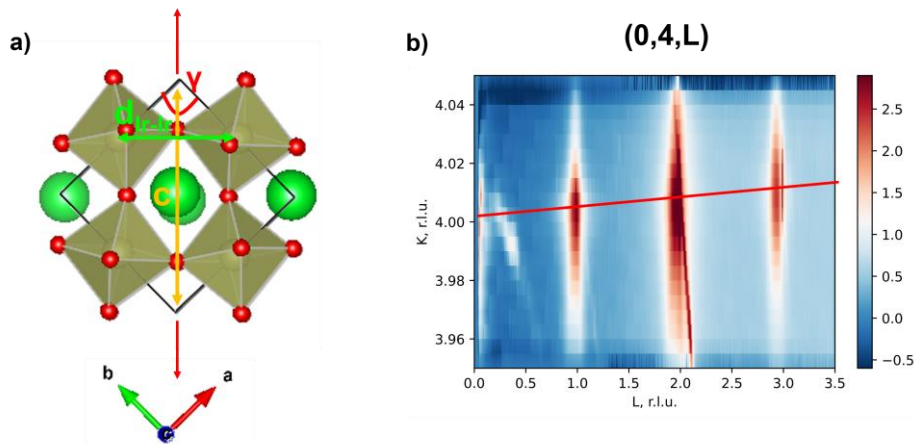 a)
γ
d_Ir-Ir
c
b
a
c
b)
(0,4,L)
4.04
4.02
4.00
3.98
3.96
K, r.l.u.
0.0 0.5 1.0 1.5 2.0 2.5 3.0 3.5
L, r.l.u.
2.5
2.0
1.5
1.0
0.5
0.0
−0.5